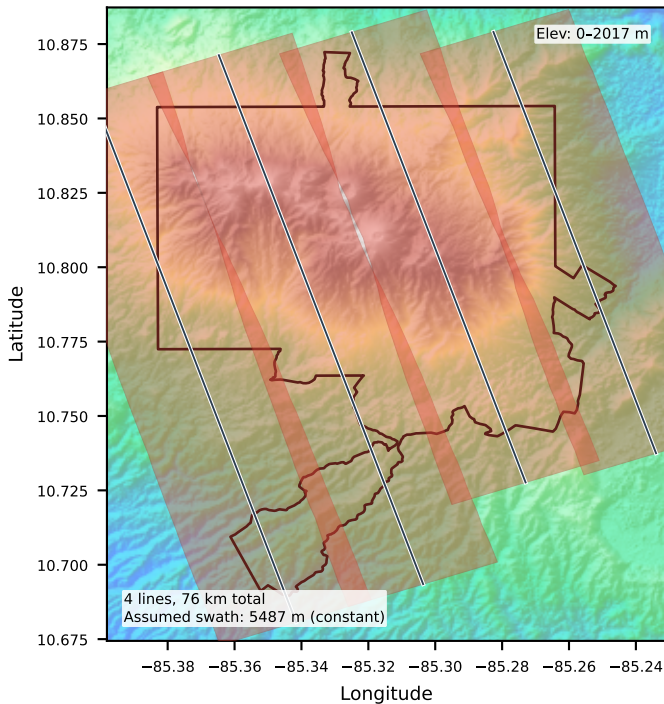 Elev: 0–2017 m
10.875
10.850
10.825
10.800
10.775
10.750
10.725
10.700
10.675
Latitude
4 lines, 76 km total
Assumed swath: 5487 m (constant)
−85.38 −85.36 −85.34 −85.32 −85.30 −85.28 −85.26 −85.24
Longitude